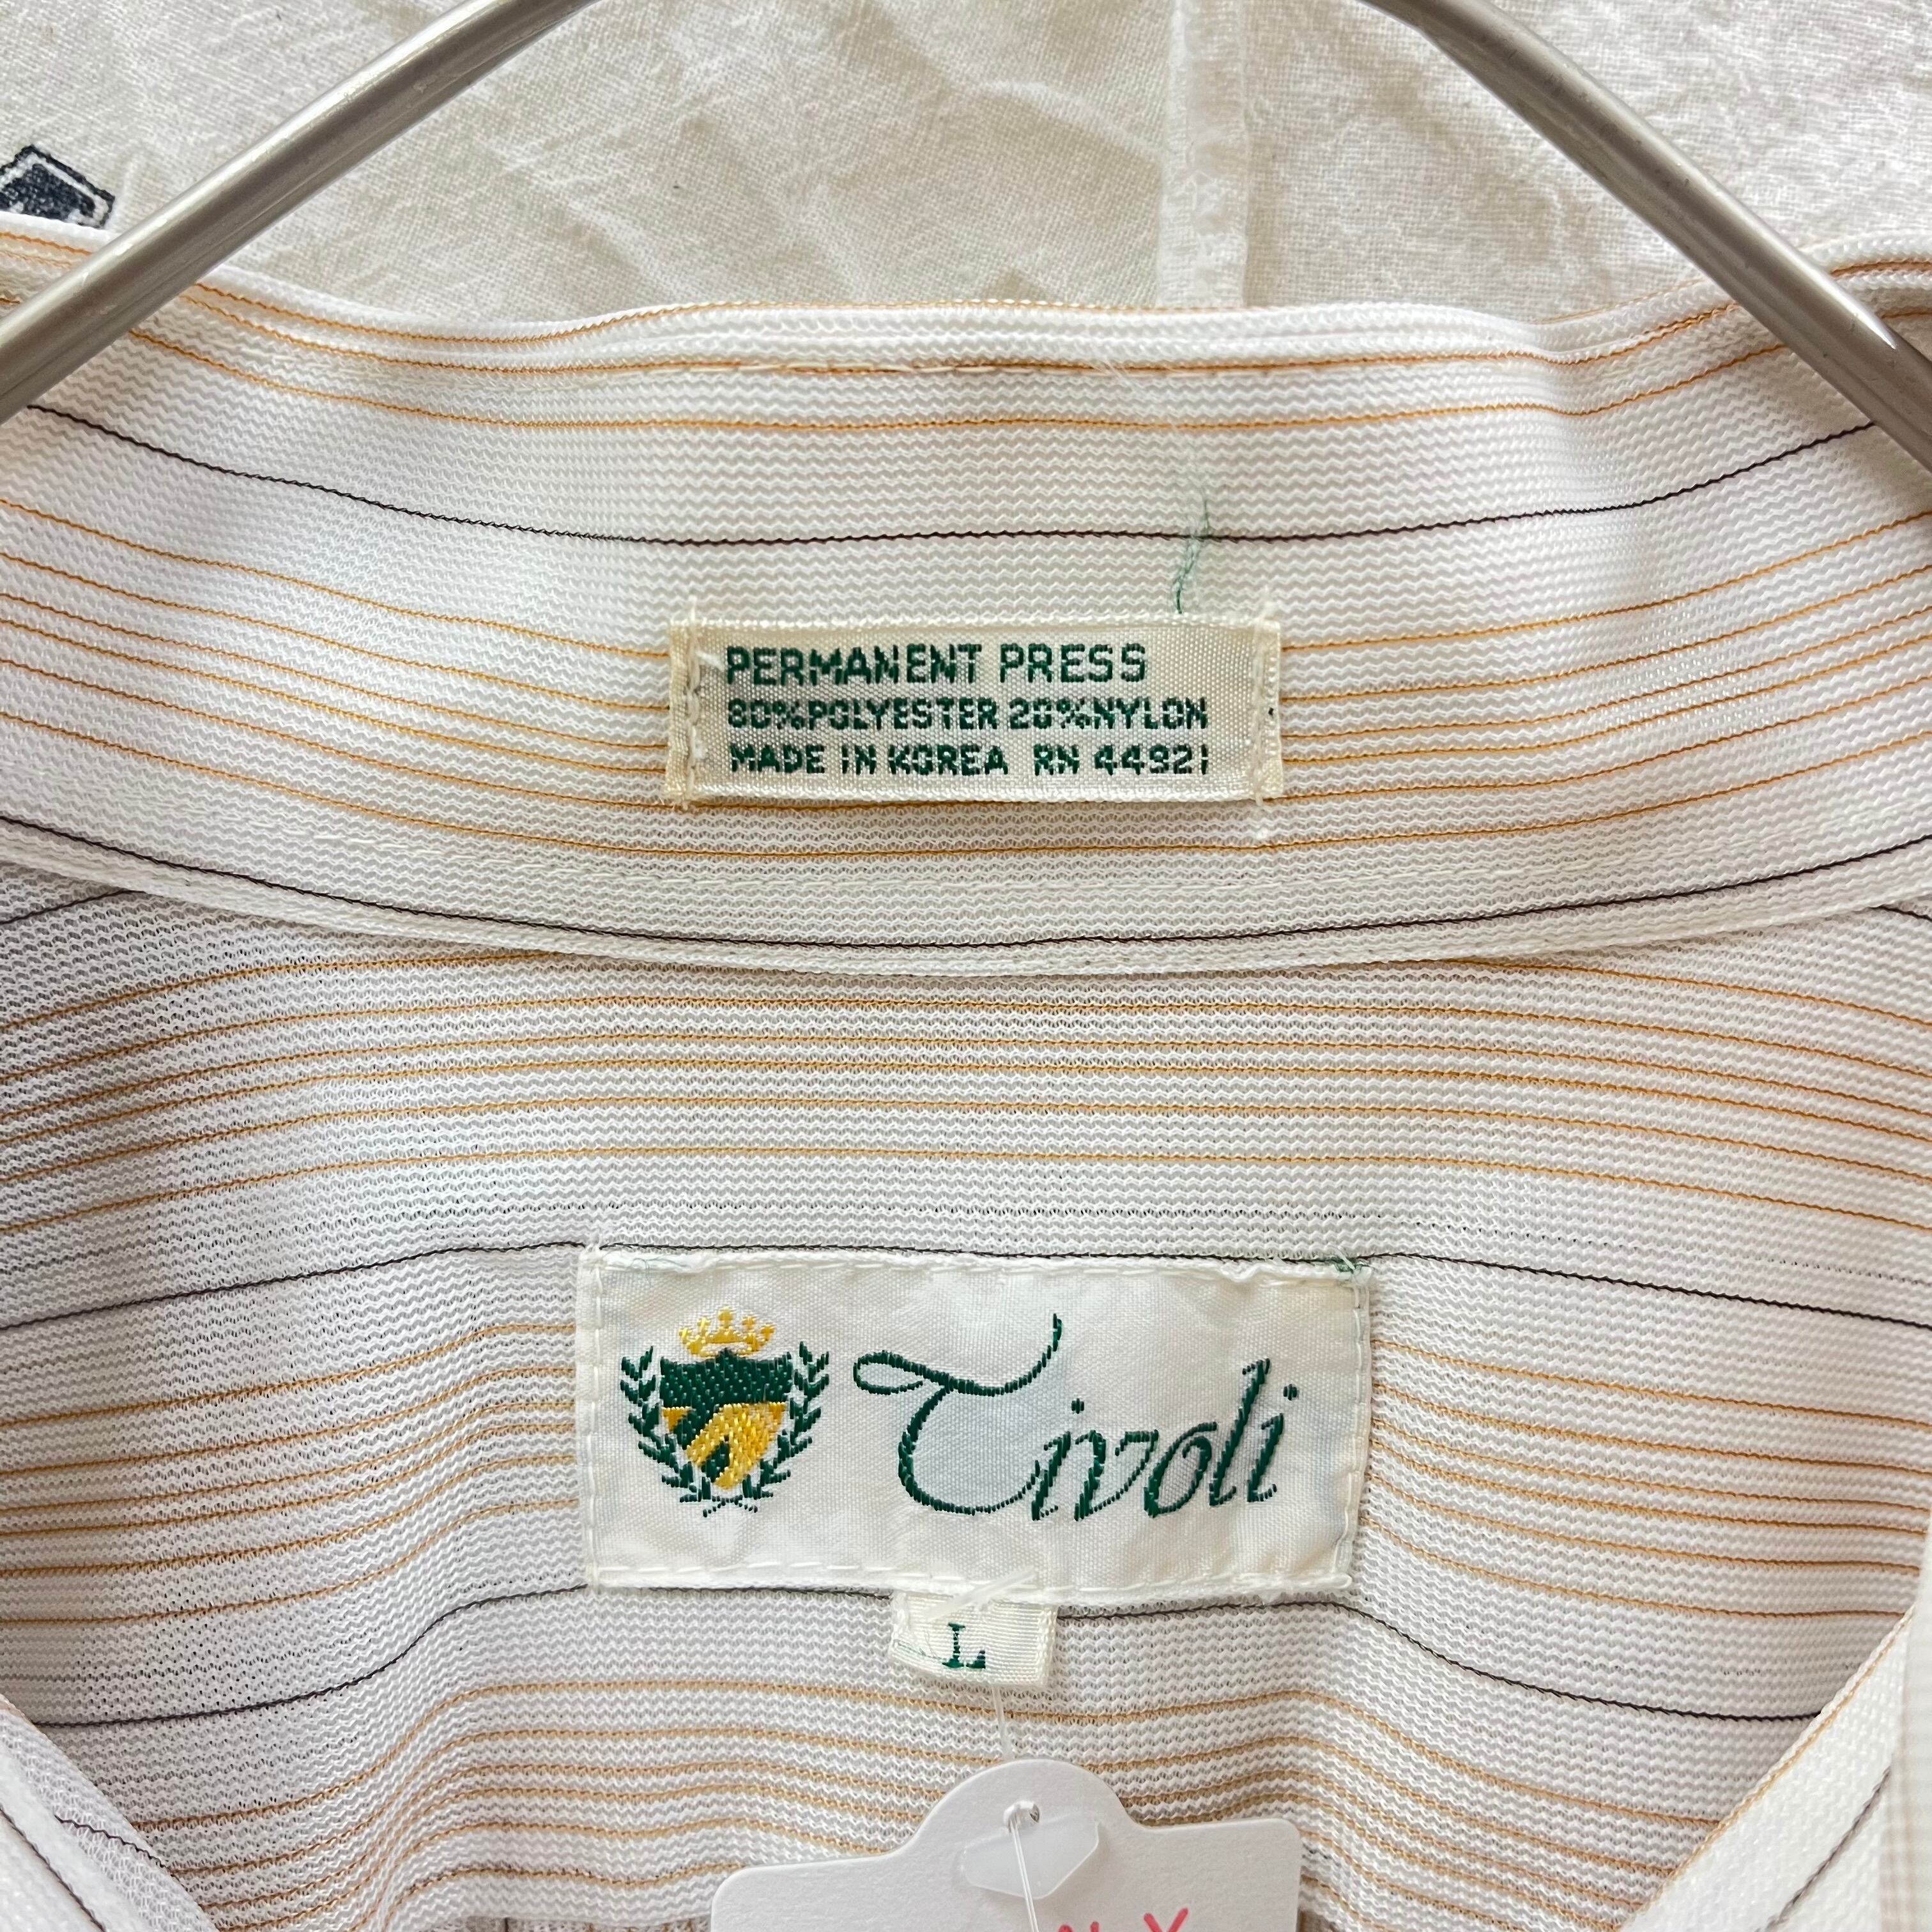 PERMANENT PRESS
80%POLYESTER 20%NYLON
MADE IN KOREA RN 44921
Tivoli
L